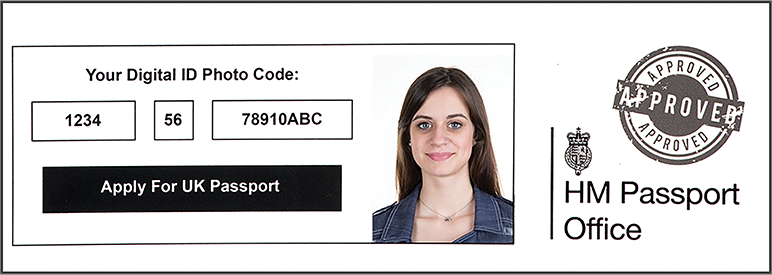 Your Digital ID Photo Code:
1234 56 78910ABC
Apply For UK Passport
APPROVED
APPROVED
APPROVED
HM Passport
Office